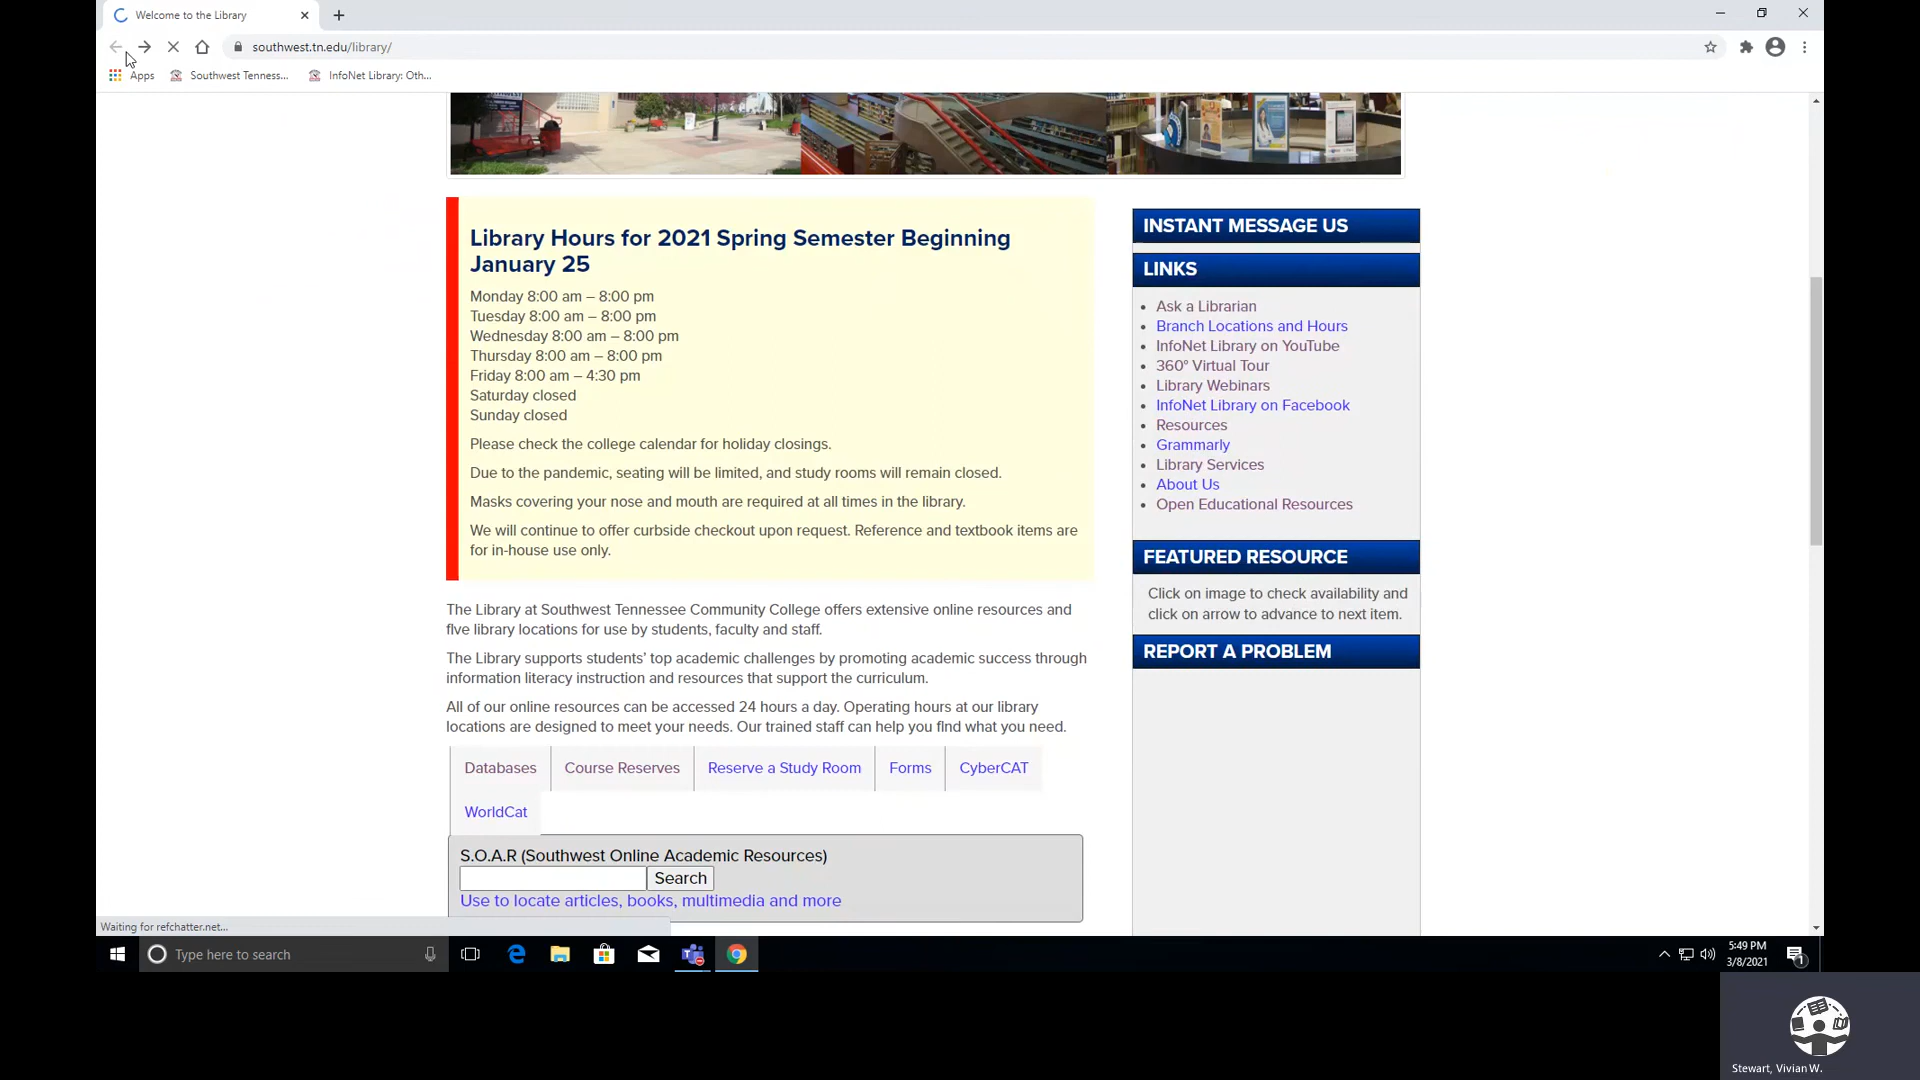 Welcome to the Library
southwest.tn.edu/library/
Apps
Southwest Tenness...
InfoNet Library: Oth...
Library Hours for 2021 Spring Semester Beginning
January 25
Monday 8:00 am – 8:00 pm
Tuesday 8:00 am – 8:00 pm
Wednesday 8:00 am – 8:00 pm
Thursday 8:00 am – 8:00 pm
Friday 8:00 am – 4:30 pm
Saturday closed
Sunday closed
Please check the college calendar for holiday closings.
Due to the pandemic, seating will be limited, and study rooms will remain closed.
Masks covering your nose and mouth are required at all times in the library.
We will continue to offer curbside checkout upon request. Reference and textbook items are
for in-house use only.
The Library at Southwest Tennessee Community College offers extensive online resources and
five library locations for use by students, faculty and staff.
The Library supports students' top academic challenges by promoting academic success through
information literacy instruction and resources that support the curriculum.
All of our online resources can be accessed 24 hours a day. Operating hours at our library
locations are designed to meet your needs. Our trained staff can help you find what you need.
Databases
Course Reserves
Reserve a Study Room
Forms
CyberCAT
WorldCat
S.O.A.R (Southwest Online Academic Resources)
Search
Use to locate articles, books, multimedia and more
INSTANT MESSAGE US
LINKS
• Ask a Librarian
• Branch Locations and Hours
• InfoNet Library on YouTube
• 360° Virtual Tour
• Library Webinars
• InfoNet Library on Facebook
• Resources
• Grammarly
• Library Services
• About Us
• Open Educational Resources
FEATURED RESOURCE
Click on image to check availability and
click on arrow to advance to next item.
REPORT A PROBLEM
Waiting for refchatter.net...
Type here to search
5:49 PM
3/8/2021
1
Stewart, Vivian W.